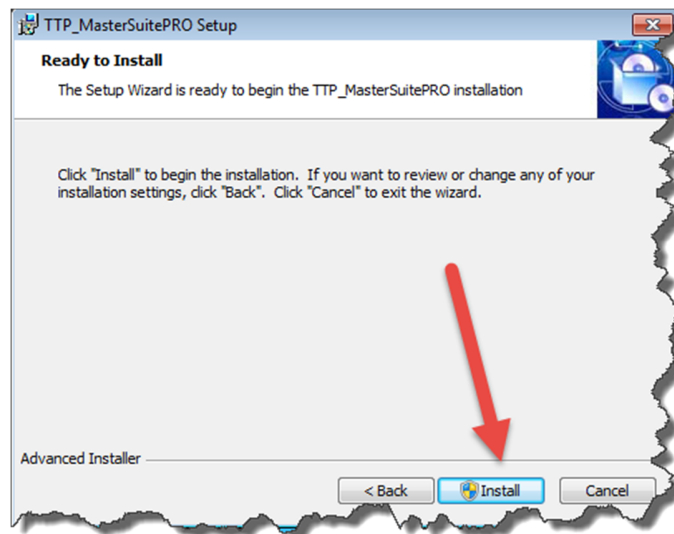 TTP_MasterSuitePRO Setup
Ready to Install
The Setup Wizard is ready to begin the TTP_MasterSuitePRO installation
Click "Install" to begin the installation.  If you want to review or change any of your
installation settings, click "Back".  Click "Cancel" to exit the wizard.
Advanced Installer
< Back
Install
Cancel